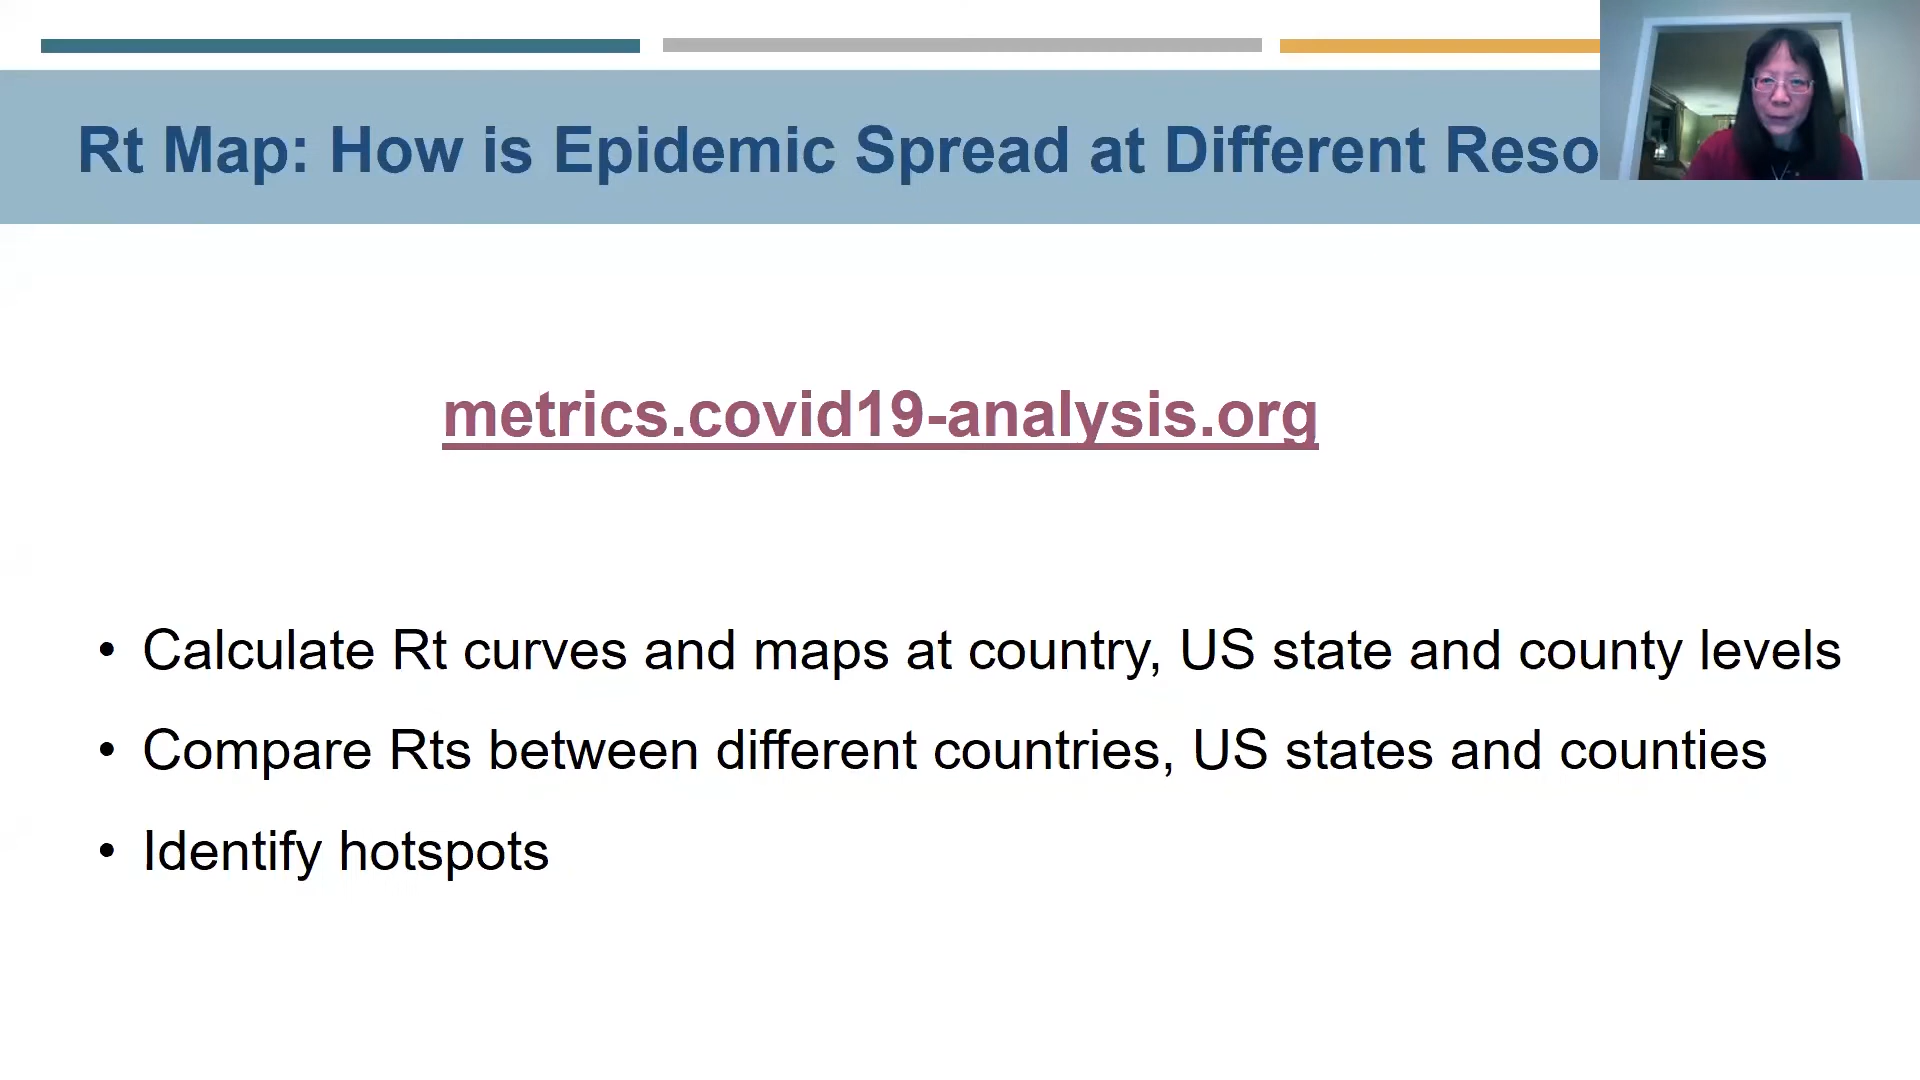 Rt Map: How is Epidemic Spread at Different Reso
metrics.covid19-analysis.org
• Calculate Rt curves and maps at country, US state and county levels
• Compare Rts between different countries, US states and counties
• Identify hotspots